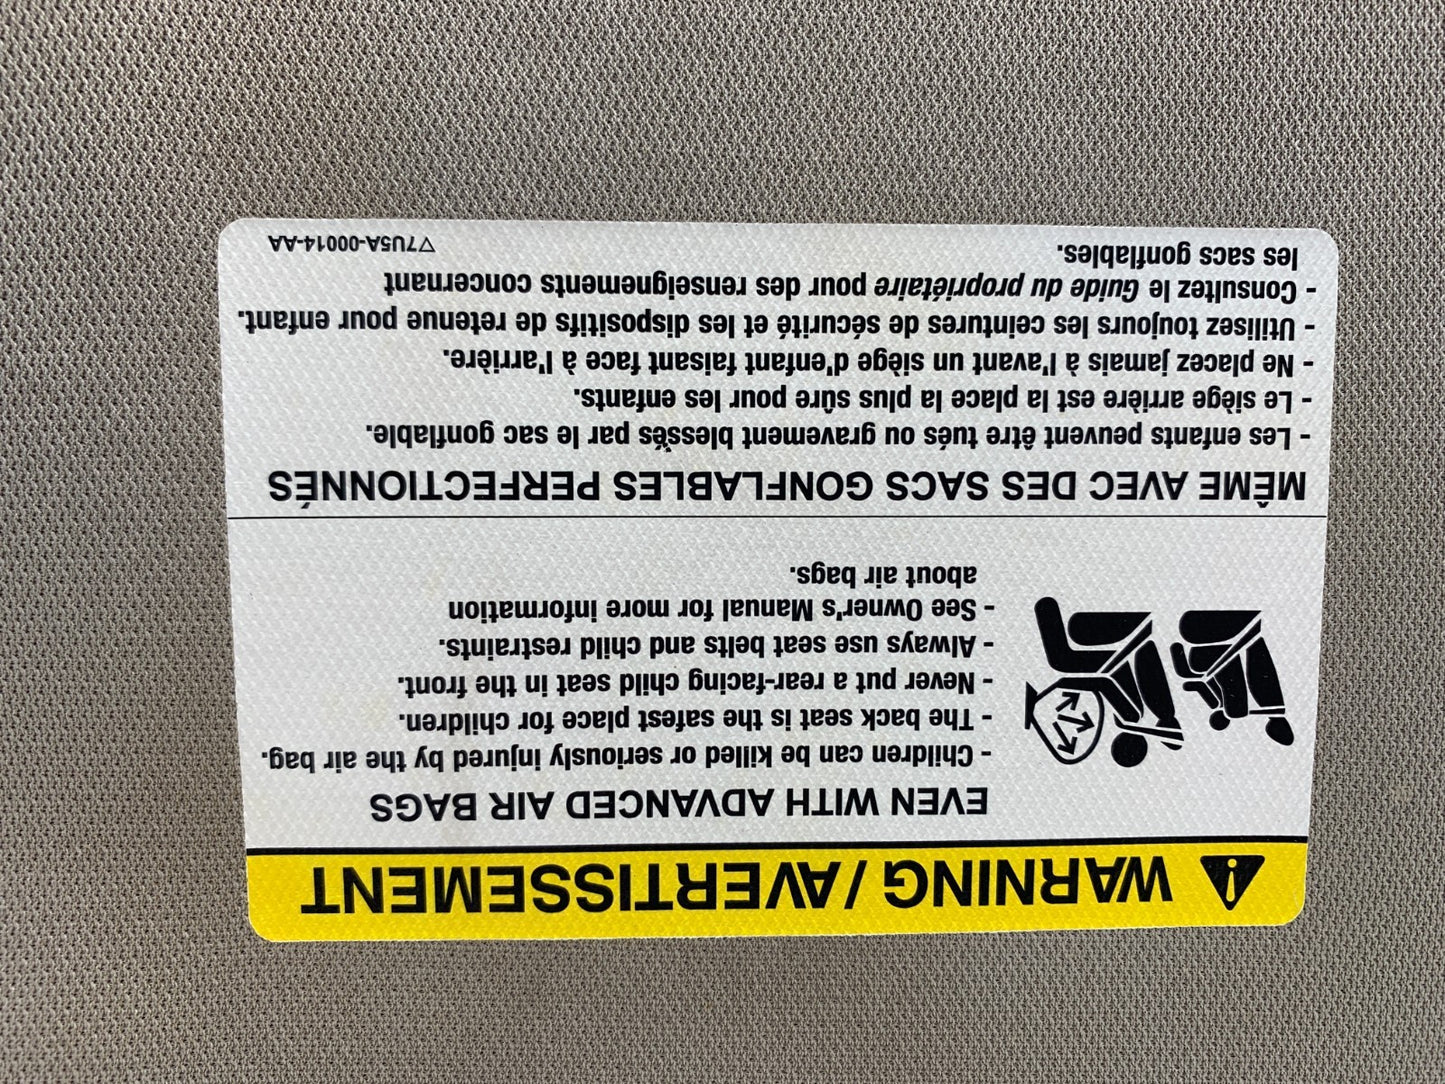 WARNING / AVERTISSEMENT
EVEN WITH ADVANCED AIR BAGS
- Children can be killed or seriously injured by the air bag.
- The back seat is the safest place for children.
- Never put a rear-facing child seat in the front.
- Always use seat belts and child restraints.
- See Owner's Manual for more information
about air bags.
MÊME AVEC DES SACS GONFLABLES PERFECTIONNÉS
- Les enfants peuvent être tués ou gravement blessés par le sac gonflable.
- Le siège arrière est la place la plus sûre pour les enfants.
- Ne placez jamais à l'avant un siège d'enfant faisant face à l'arrière.
- Utilisez toujours les ceintures de sécurité et les dispositifs de retenue pour enfant.
- Consultez le Guide du propriétaire pour des renseignements concernant
les sacs gonflables.
▽7U5A-00014-AA